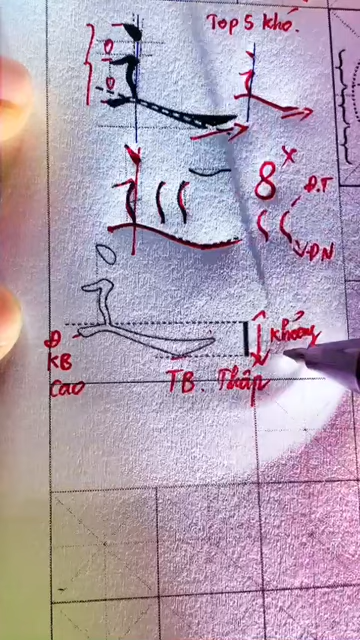 Top 5 khó.
8 x
Đ.T
V-ĐN
Khoảng
Đ
KB
Cao
TB. Thấp